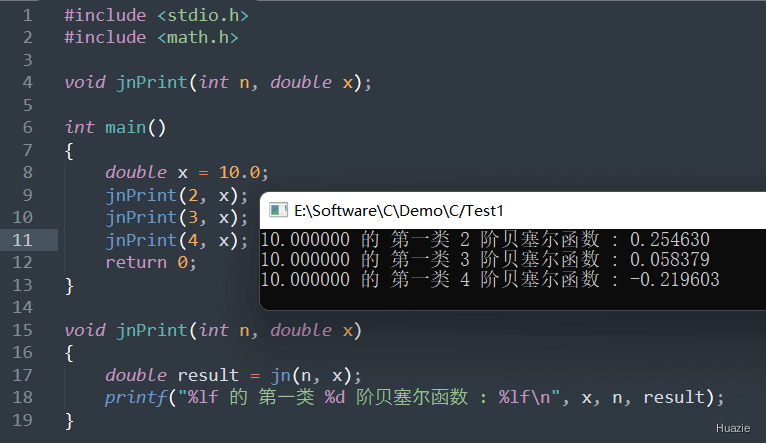 1 #include <stdio.h>
2 #include <math.h>
3
4 void jnPrint(int n, double x);
5
6 int main()
7 {
8     double x = 10.0;
9     jnPrint(2, x);
10     jnPrint(3, x);
11     jnPrint(4, x);
12     return 0;
13 }
14
15 void jnPrint(int n, double x)
16 {
17     double result = jn(n, x);
18     printf("%lf 的 第一类 %d 阶贝塞尔函数 : %lf\n", x, n, result);
19 }
E:\Software\C\Demo\C/Test1
10.000000 的 第一类 2 阶贝塞尔函数 : 0.254630
10.000000 的 第一类 3 阶贝塞尔函数 : 0.058379
10.000000 的 第一类 4 阶贝塞尔函数 : -0.219603
Huazie